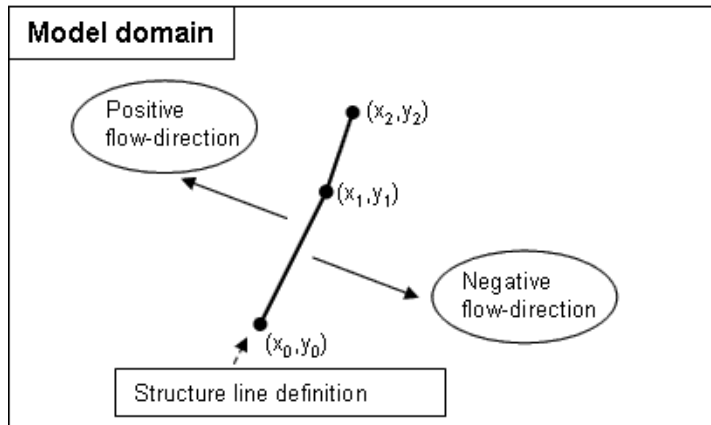 Model domain
Positive
flow-direction
(x₂,y₂)
(x₁,y₁)
Negative
flow-direction
(x₀,y₀)
Structure line definition